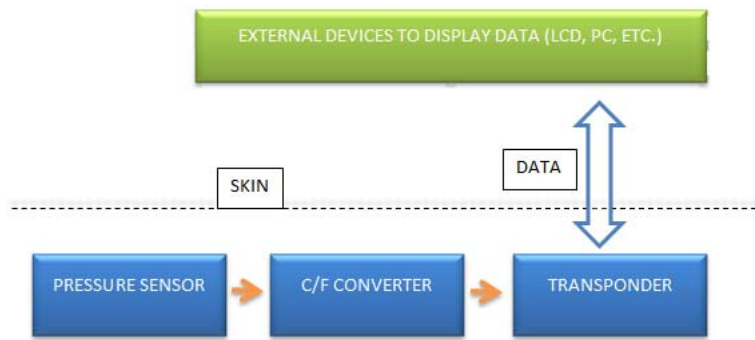 EXTERNAL DEVICES TO DISPLAY DATA (LCD, PC, ETC.)
DATA
SKIN
PRESSURE SENSOR
C/F CONVERTER
TRANSPONDER